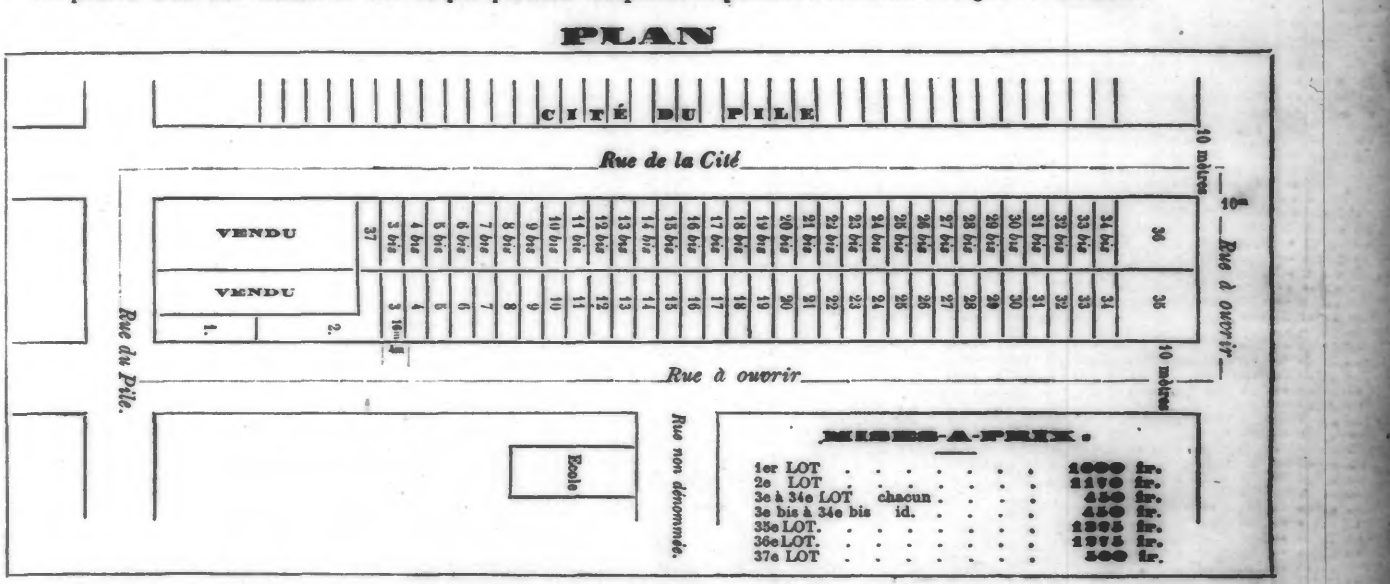 PLAN
CITÉ DU PILE
Rue de la Cité
10 mètres
10m
VENDU
37
3 bis
4 bis
5 bis
6 bis
7 bis
8 bis
9 bis
10 bis
11 bis
12 bis
13 bis
14 bis
15 bis
16 bis
17 bis
18 bis
19 bis
20 bis
21 bis
22 bis
23 bis
24 bis
25 bis
26 bis
27 bis
28 bis
29 bis
30 bis
31 bis
32 bis
33 bis
34 bis
36
Rue à ouvrir
VENDU
1.
2.
3
4
5
6
7
8
9
10
11
12
13
14
15
16
17
18
19
20
21
22
23
24
25
26
27
28
29
30
31
32
33
34
35
10 mètres
Rue du Pile.
Rue à ouvrir
Ecole
Rue non dénommée.
MISES-A-PRIX.
1er LOT . . . . . . . fr.
2e LOT . . . . . . . 1170 fr.
3e à 34e LOT chacun . . . . . 450 fr.
3e bis à 34e bis id. . . . . . 450 fr.
35e LOT. . . . . . . . fr.
36e LOT. . . . . . . . fr.
37e LOT . . . . . . . fr.